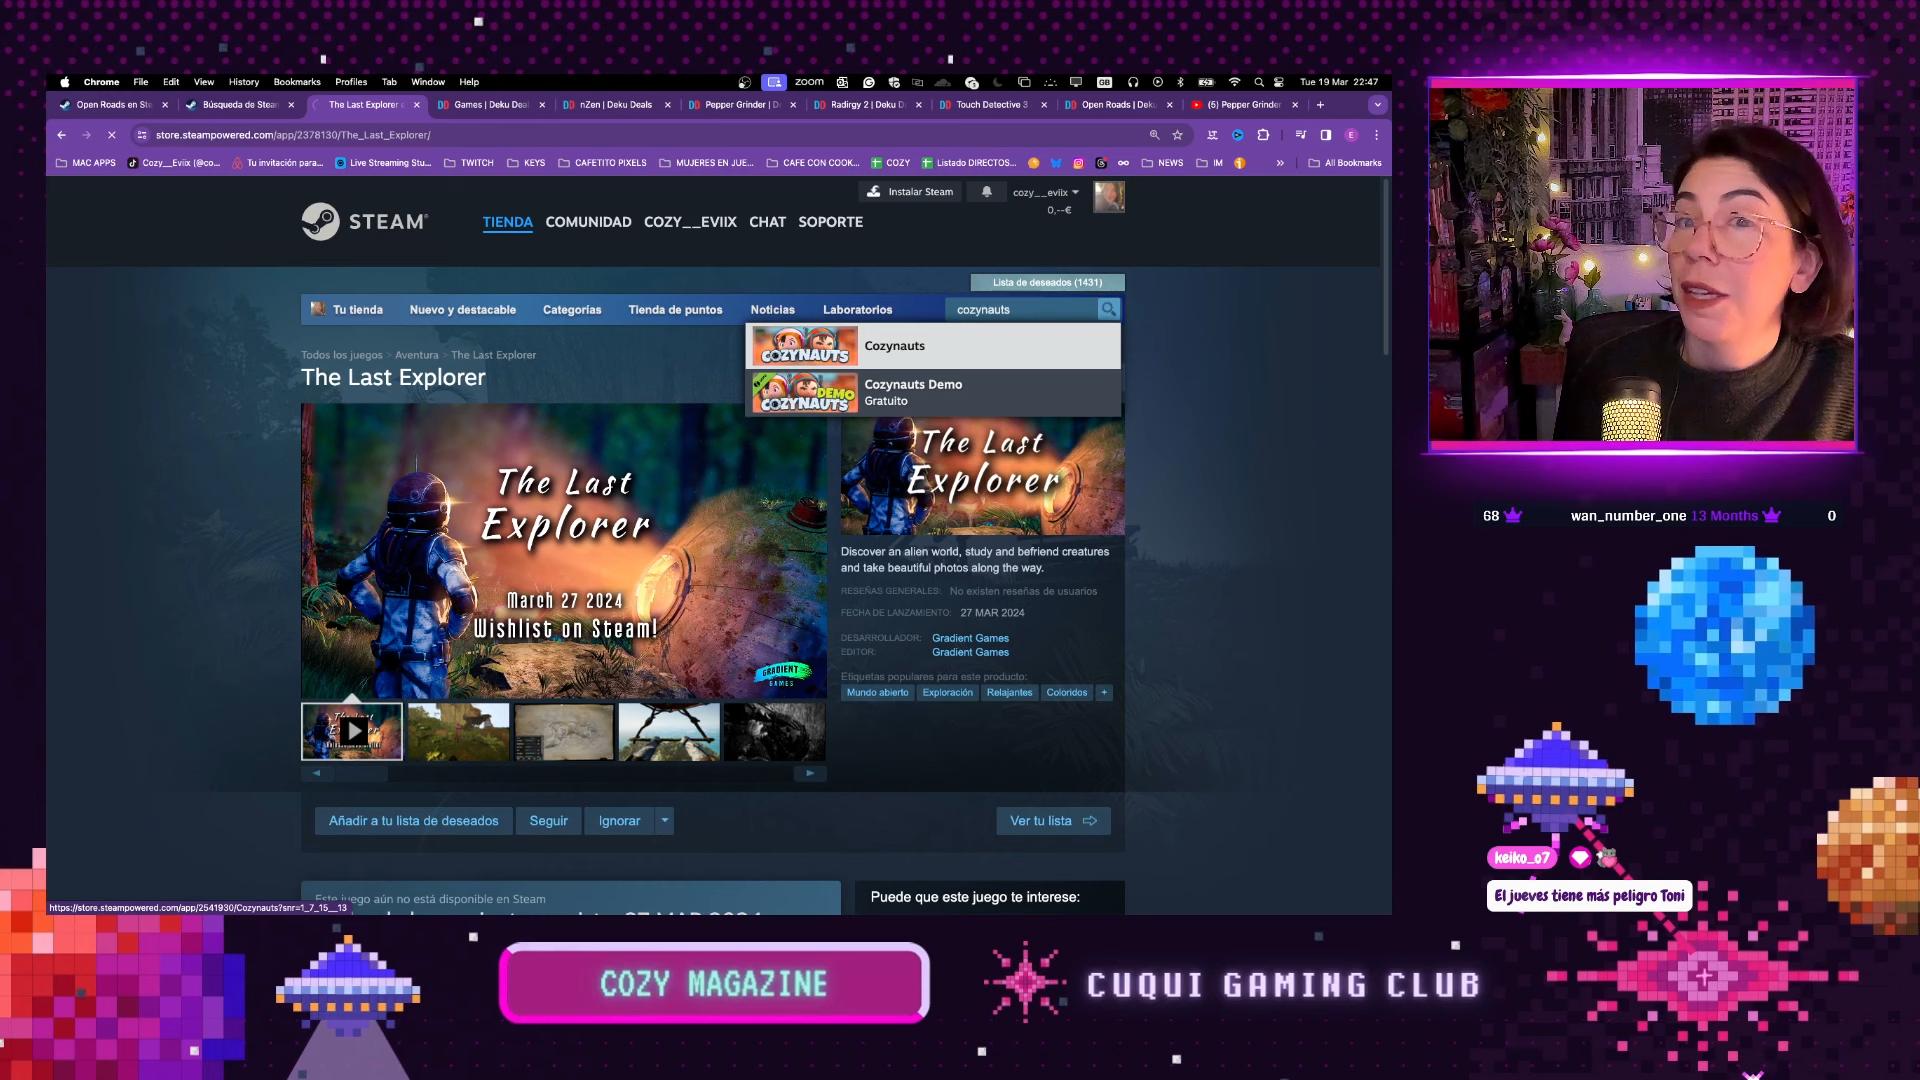 Chrome File Edit View History Bookmarks Profiles Tab Window Help
zoom
GB
Tue 19 Mar 22:47
Open Roads en Ste
Búsqueda de Steam
The Last Explorer
Games | Deku Deal
nZen | Deku Deals
Pepper Grinder | D
Radirgy 2 | Deku D
Touch Detective 3
Open Roads | Deku
(5) Pepper Grinder
store.steampowered.com/app/2378130/The_Last_Explorer/
E
MAC APPS
Cozy__Eviix (@co...
Tu invitación para...
Live Streaming Stu...
TWITCH
KEYS
CAFETITO PIXELS
MUJERES EN JUE...
CAFE CON COOK...
COZY
Listado DIRECTOS...
NEWS
IM
All Bookmarks
Instalar Steam
cozy__eviix
0,--€
STEAM
TIENDA COMUNIDAD COZY__EVIIX CHAT SOPORTE
Lista de deseados (1431)
Tu tienda Nuevo y destacable Categorías Tienda de puntos Noticias Laboratorios
cozynauts
COZYNAUTS
Cozynauts
DEMO
COZYNAUTS
Cozynauts Demo
Gratuito
Todos los juegos > Aventura > The Last Explorer
The Last Explorer
The Last
Explorer
March 27 2024
Wishlist on Steam!
GRADIENT
GAMES
The Last
Explorer
Discover an alien world, study and befriend creatures
and take beautiful photos along the way.
RESEÑAS GENERALES: No existen reseñas de usuarios
FECHA DE LANZAMIENTO: 27 MAR 2024
DESARROLLADOR: Gradient Games
EDITOR: Gradient Games
Etiquetas populares para este producto:
Mundo abierto Exploración Relajantes Coloridos +
Añadir a tu lista de deseados
Seguir
Ignorar
Ver tu lista
Este juego aún no está disponible en Steam
27 MAR 2024
Puede que este juego te interese:
https://store.steampowered.com/app/2541930/Cozynauts?snr=1_7_15__13
68
wan_number_one 13 Months
0
keiko_o7
El jueves tiene más peligro Toni
COZY MAGAZINE
CUQUI GAMING CLUB